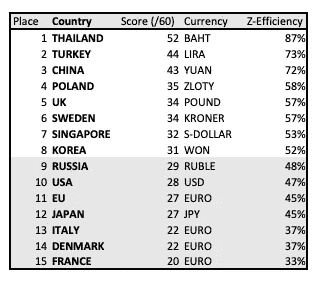 Place Country Score (/60) Currency Z-Efficiency
1 THAILAND 52 BAHT 87%
2 TURKEY 44 LIRA 73%
3 CHINA 43 YUAN 72%
4 POLAND 35 ZLOTY 58%
5 UK 34 POUND 57%
6 SWEDEN 34 KRONER 57%
7 SINGAPORE 32 S-DOLLAR 53%
8 KOREA 31 WON 52%
9 RUSSIA 29 RUBLE 48%
10 USA 28 USD 47%
11 EU 27 EURO 45%
12 JAPAN 27 JPY 45%
13 ITALY 22 EURO 37%
14 DENMARK 22 EURO 37%
15 FRANCE 20 EURO 33%